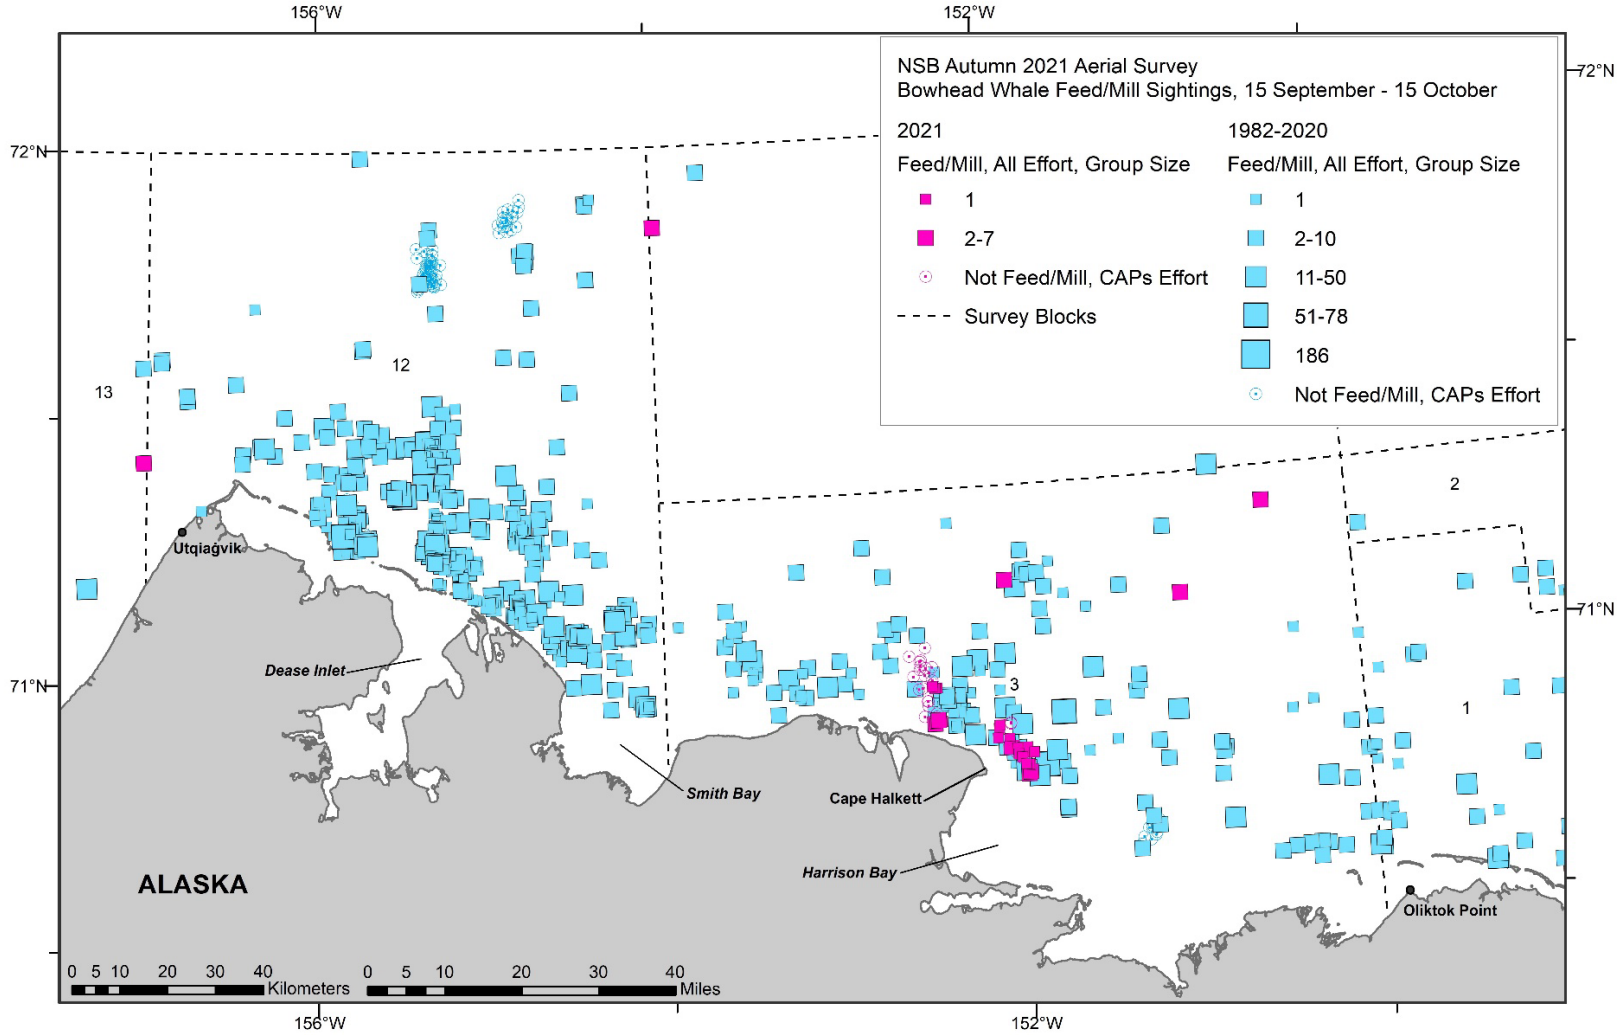 156°W
152°W
72°N
72°N
NSB Autumn 2021 Aerial Survey
Bowhead Whale Feed/Mill Sightings, 15 September - 15 October
2021
Feed/Mill, All Effort, Group Size
1
2-7
Not Feed/Mill, CAPs Effort
Survey Blocks
1982-2020
Feed/Mill, All Effort, Group Size
1
2-10
11-50
51-78
186
Not Feed/Mill, CAPs Effort
12
13
2
Utqiaġvik
71°N
Dease Inlet
71°N
3
1
Smith Bay
Cape Halkett
Harrison Bay
ALASKA
Oliktok Point
0 5 10 20 30 40
Kilometers
0 5 10 20 30 40
Miles
156°W
152°W